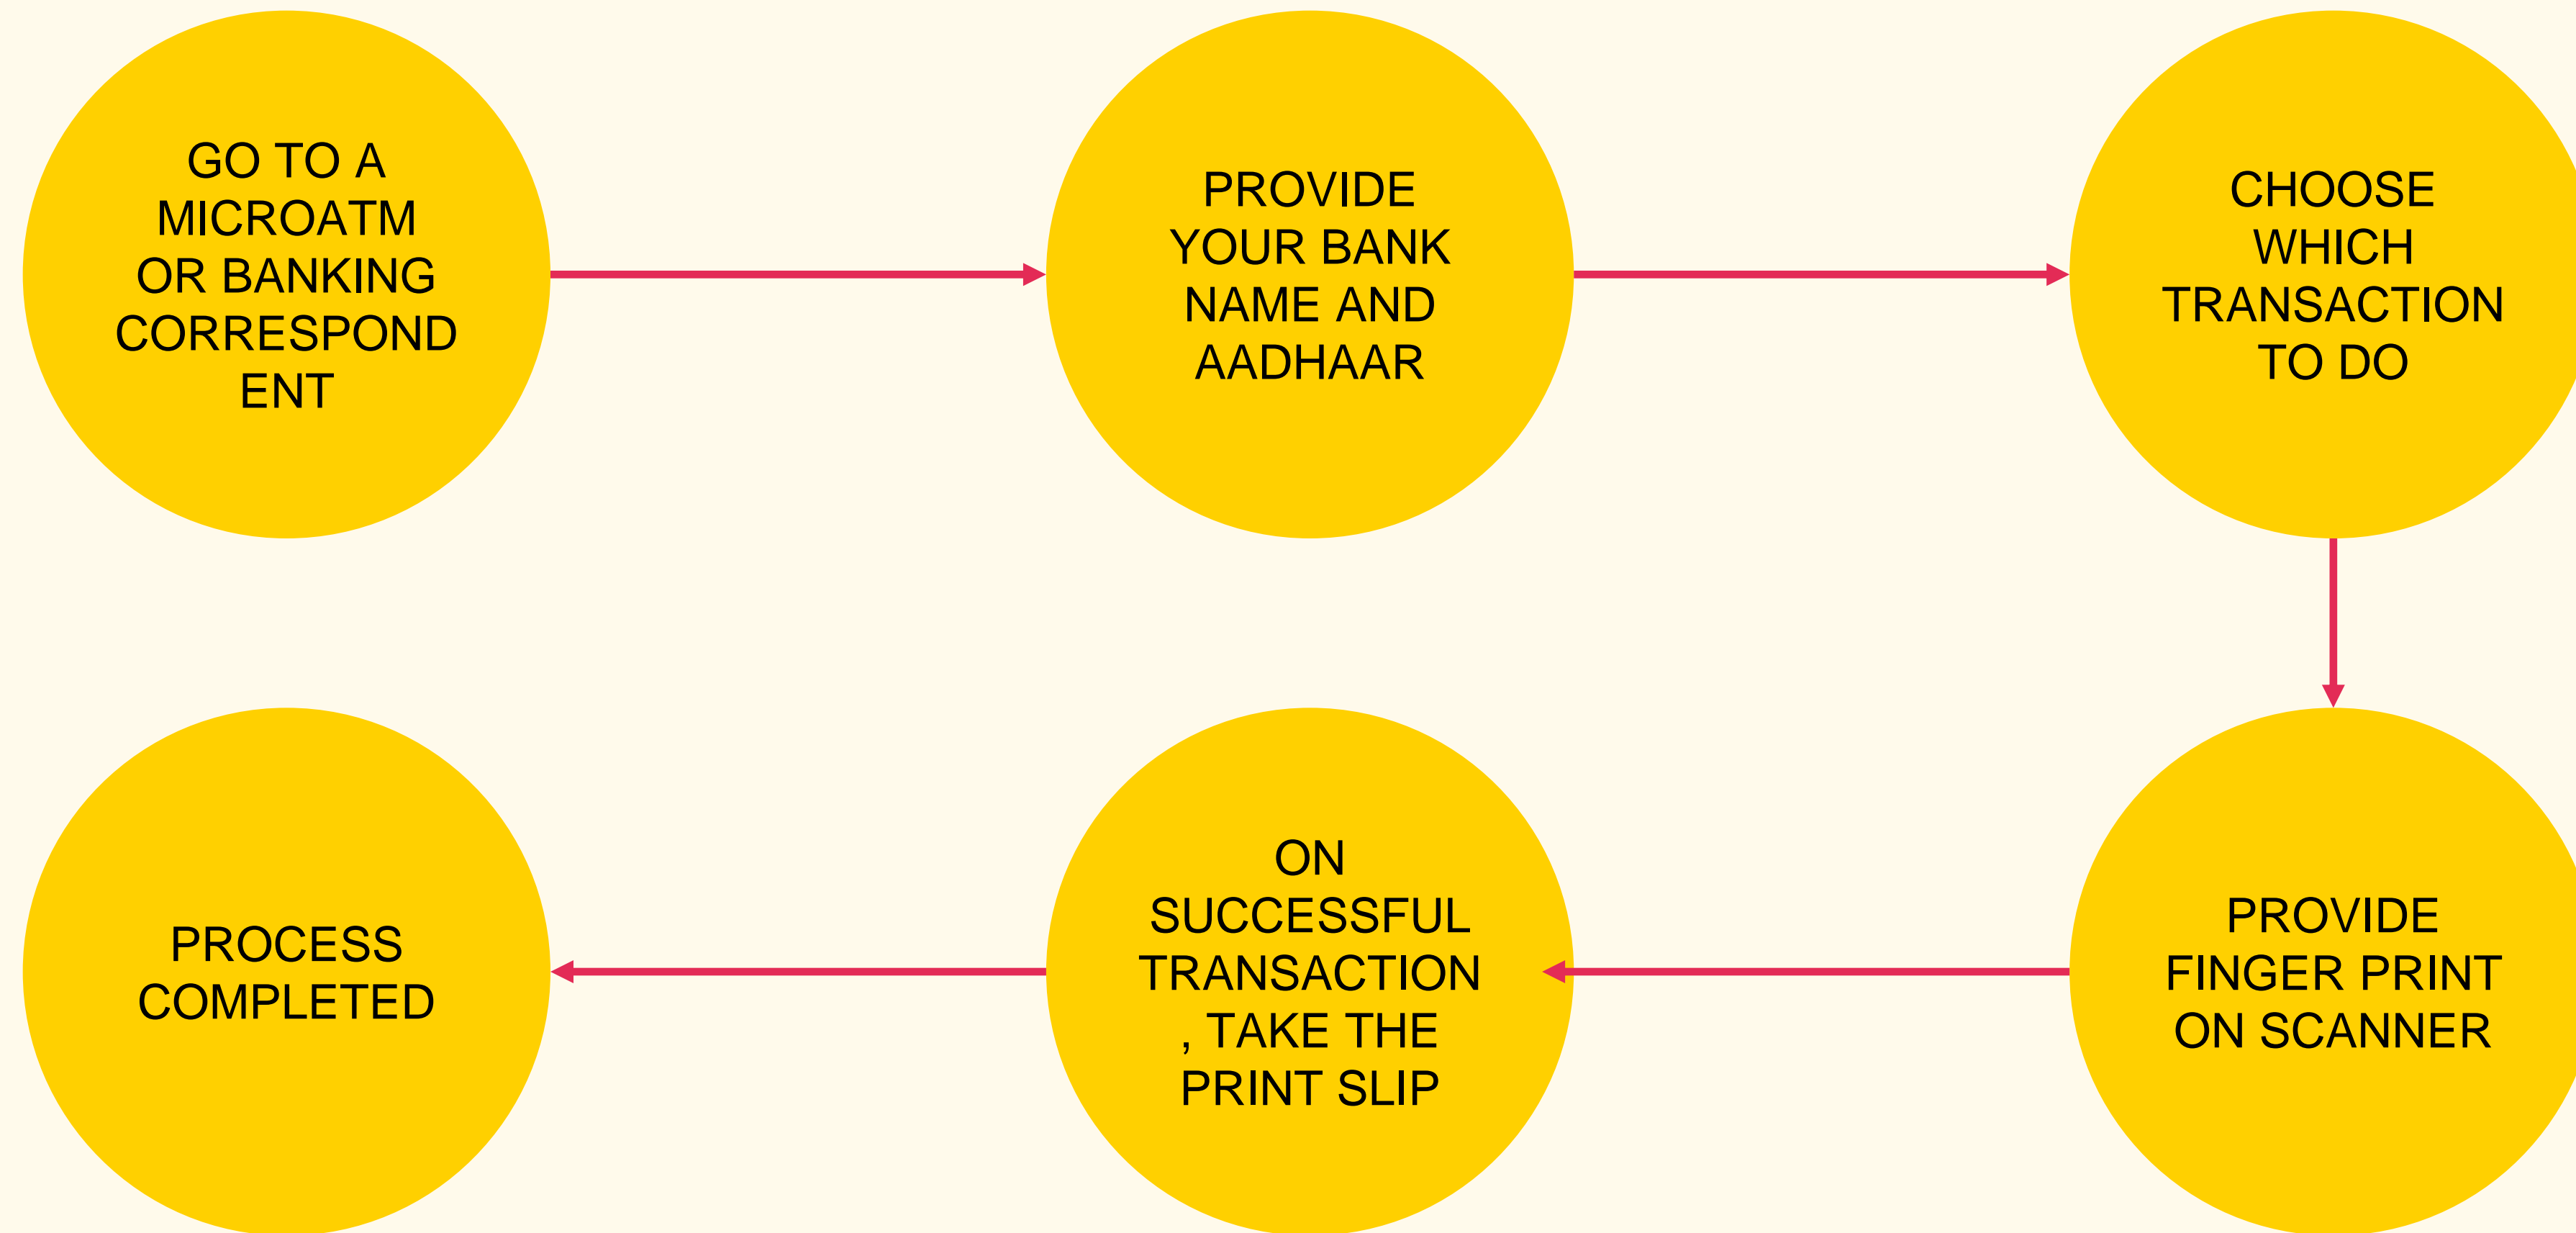 GO TO A
MICROATM
OR BANKING
CORRESPOND
ENT
PROVIDE
YOUR BANK
NAME AND
AADHAAR
CHOOSE
WHICH
TRANSACTION
TO DO
PROVIDE
FINGER PRINT
ON SCANNER
ON
SUCCESSFUL
TRANSACTION
, TAKE THE
PRINT SLIP
PROCESS
COMPLETED